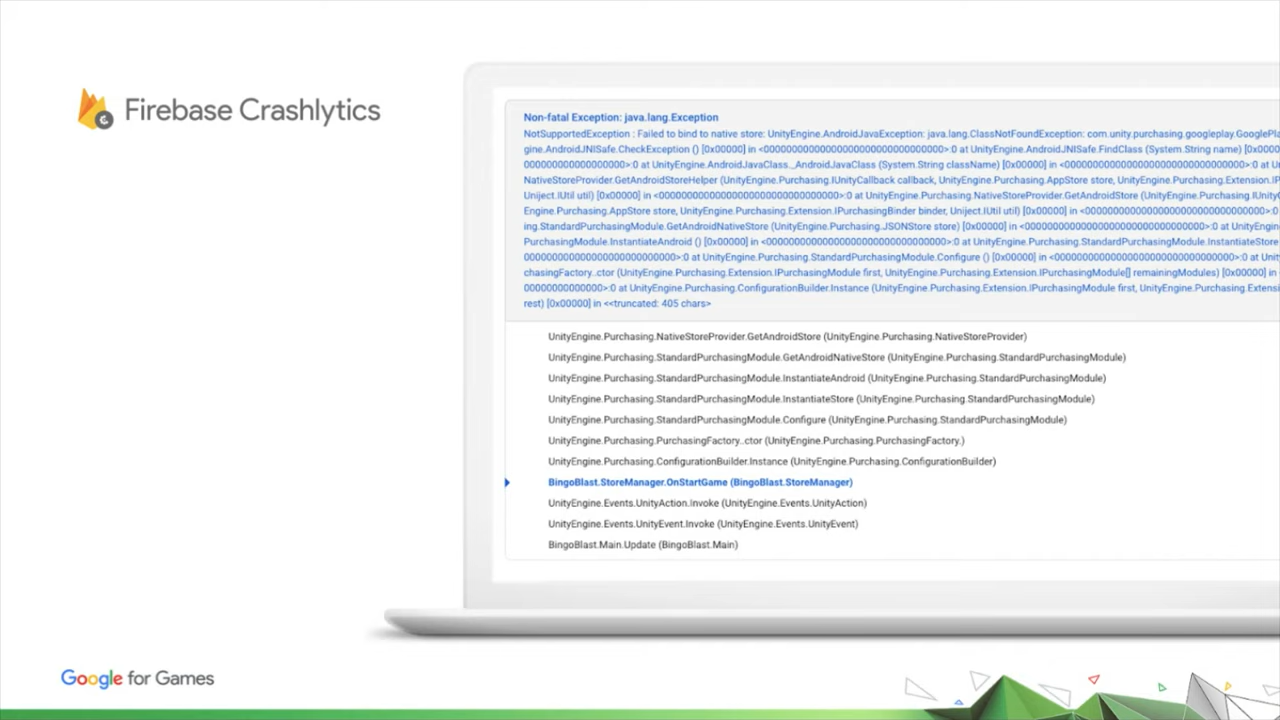 Firebase Crashlytics
Non-fatal Exception: java.lang.Exception
NotSupportedException : Failed to bind to native store: UnityEngine.AndroidJavaException: java.lang.ClassNotFoundException: com.unity.purchasing.googleplay.GooglePla
gine.AndroidJNISafe.CheckException () [0x00000] in <00000000000000000000000000000000>:0 at UnityEngine.AndroidJNISafe.FindClass (System.String name) [0x0000
000000000000000>:0 at UnityEngine.AndroidJavaClass._AndroidJavaClass (System.String className) [0x00000] in <00000000000000000000000000000000>:0 at U
NativeStoreProvider.GetAndroidStoreHelper (UnityEngine.Purchasing.IUnityCallback callback, UnityEngine.Purchasing.AppStore store, UnityEngine.Purchasing.Extension.IP
Uniject.IUtil util) [0x00000] in <00000000000000000000000000000000>:0 at UnityEngine.Purchasing.NativeStoreProvider.GetAndroidStore (UnityEngine.Purchasing.IUnity
Engine.Purchasing.AppStore store, UnityEngine.Purchasing.Extension.IPurchasingBinder binder, Uniject.IUtil util) [0x00000] in <00000000000000000000000000000000>:0
ing.StandardPurchasingModule.GetAndroidNativeStore (UnityEngine.Purchasing.JSONStore store) [0x00000] in <00000000000000000000000000000000>:0 at UnityEngine
PurchasingModule.InstantiateAndroid () [0x00000] in <00000000000000000000000000000000>:0 at UnityEngine.Purchasing.StandardPurchasingModule.InstantiateStore
00000000000000000000>:0 at UnityEngine.Purchasing.StandardPurchasingModule.Configure () [0x00000] in <00000000000000000000000000000000>:0 at Unity
chasingFactory..ctor (UnityEngine.Purchasing.Extension.IPurchasingModule first, UnityEngine.Purchasing.Extension.IPurchasingModule[] remainingModules) [0x00000] in
000000000000>:0 at UnityEngine.Purchasing.ConfigurationBuilder.Instance (UnityEngine.Purchasing.Extension.IPurchasingModule first, UnityEngine.Purchasing.Extens
rest) [0x00000] in <<truncated: 405 chars>
UnityEngine.Purchasing.NativeStoreProvider.GetAndroidStore (UnityEngine.Purchasing.NativeStoreProvider)
UnityEngine.Purchasing.StandardPurchasingModule.GetAndroidNativeStore (UnityEngine.Purchasing.StandardPurchasingModule)
UnityEngine.Purchasing.StandardPurchasingModule.InstantiateAndroid (UnityEngine.Purchasing.StandardPurchasingModule)
UnityEngine.Purchasing.StandardPurchasingModule.InstantiateStore (UnityEngine.Purchasing.StandardPurchasingModule)
UnityEngine.Purchasing.StandardPurchasingModule.Configure (UnityEngine.Purchasing.StandardPurchasingModule)
UnityEngine.Purchasing.PurchasingFactory..ctor (UnityEngine.Purchasing.PurchasingFactory.)
UnityEngine.Purchasing.ConfigurationBuilder.Instance (UnityEngine.Purchasing.ConfigurationBuilder)
BingoBlast.StoreManager.OnStartGame (BingoBlast.StoreManager)
UnityEngine.Events.UnityAction.Invoke (UnityEngine.Events.UnityAction)
UnityEngine.Events.UnityEvent.Invoke (UnityEngine.Events.UnityEvent)
BingoBlast.Main.Update (BingoBlast.Main)
Google for Games